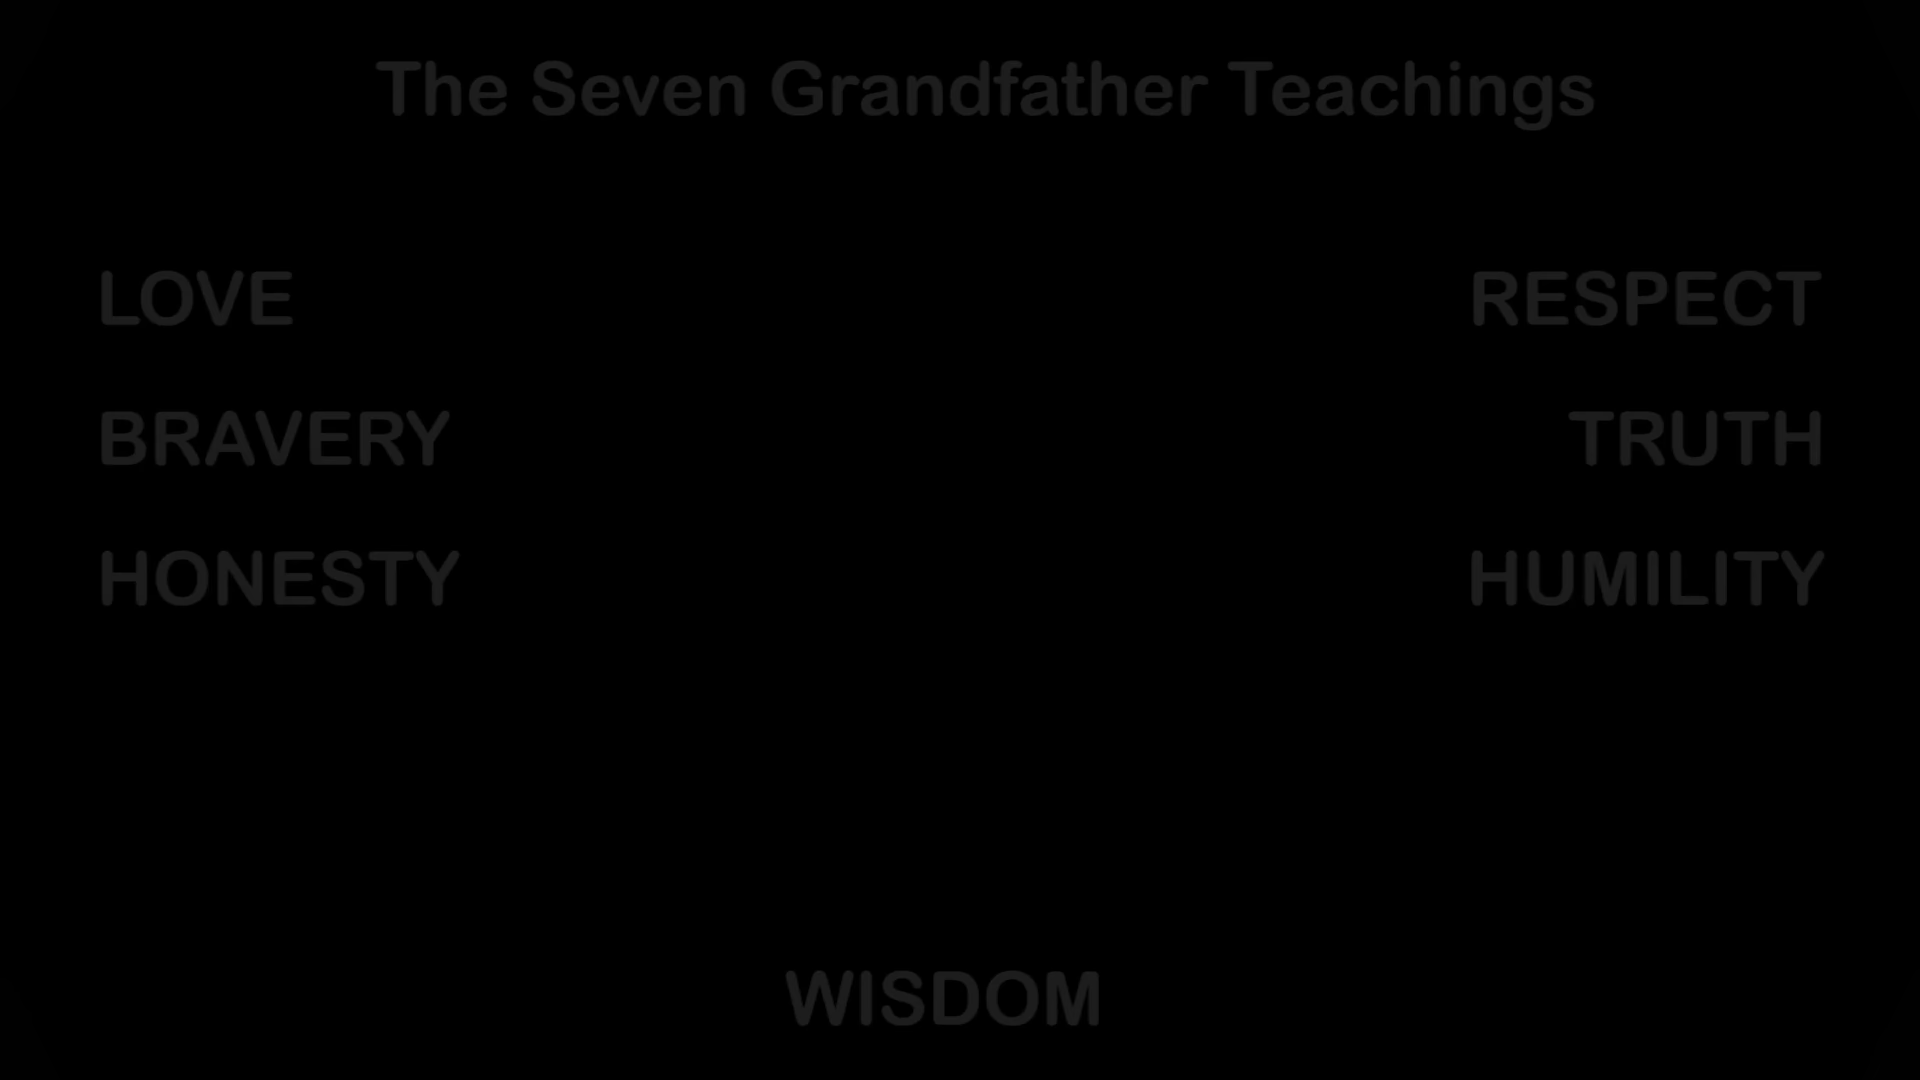 The Seven Grandfather Teachings
LOVE
RESPECT
BRAVERY
TRUTH
HONESTY
HUMILITY
WISDOM